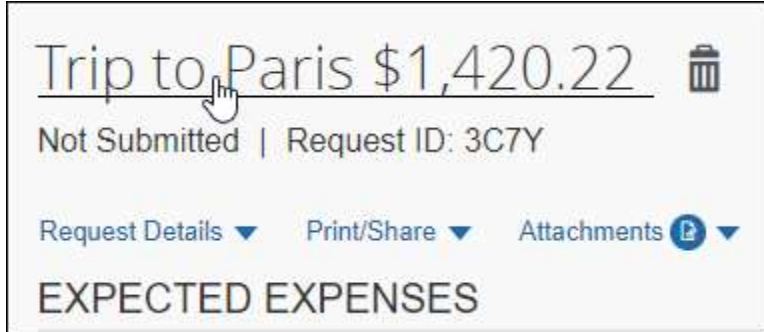 Trip to Paris $1,420.22
Not Submitted | Request ID: 3C7Y
Request Details Print/Share Attachments
EXPECTED EXPENSES